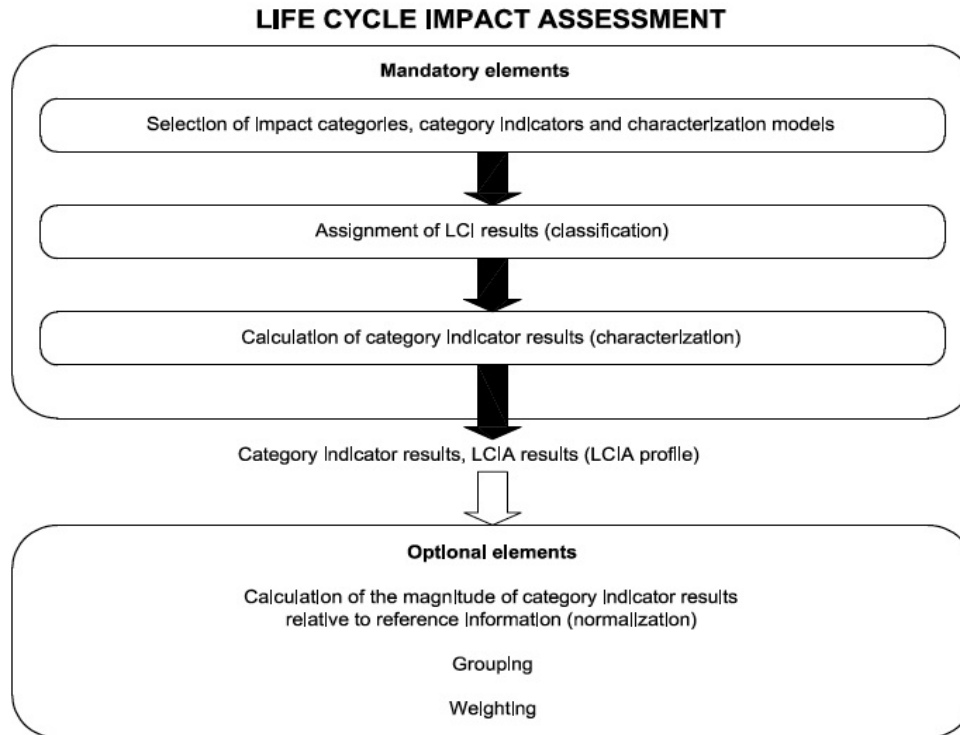 LIFE CYCLE IMPACT ASSESSMENT
Mandatory elements
Selection of impact categories, category indicators and characterization models
Assignment of LCI results (classification)
Calculation of category indicator results (characterization)
Category indicator results, LCIA results (LCIA profile)
Optional elements
Calculation of the magnitude of category indicator results
relative to reference information (normalization)
Grouping
Weighting